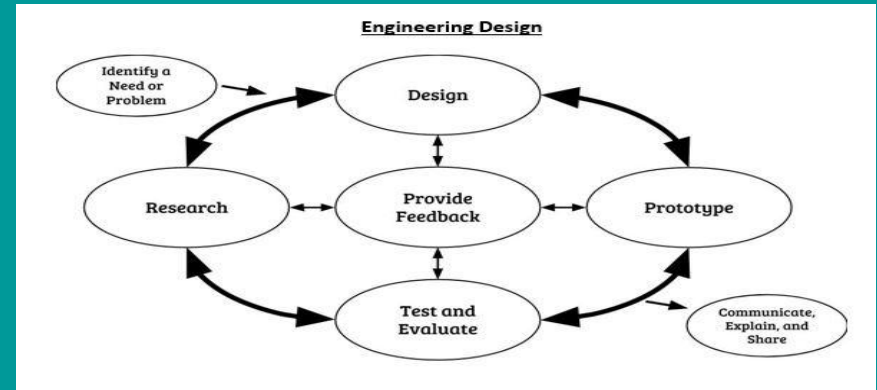 Engineering Design
Identify a
Need or
Problem
Design
Research
Provide
Feedback
Prototype
Test and
Evaluate
Communicate,
Explain, and
Share